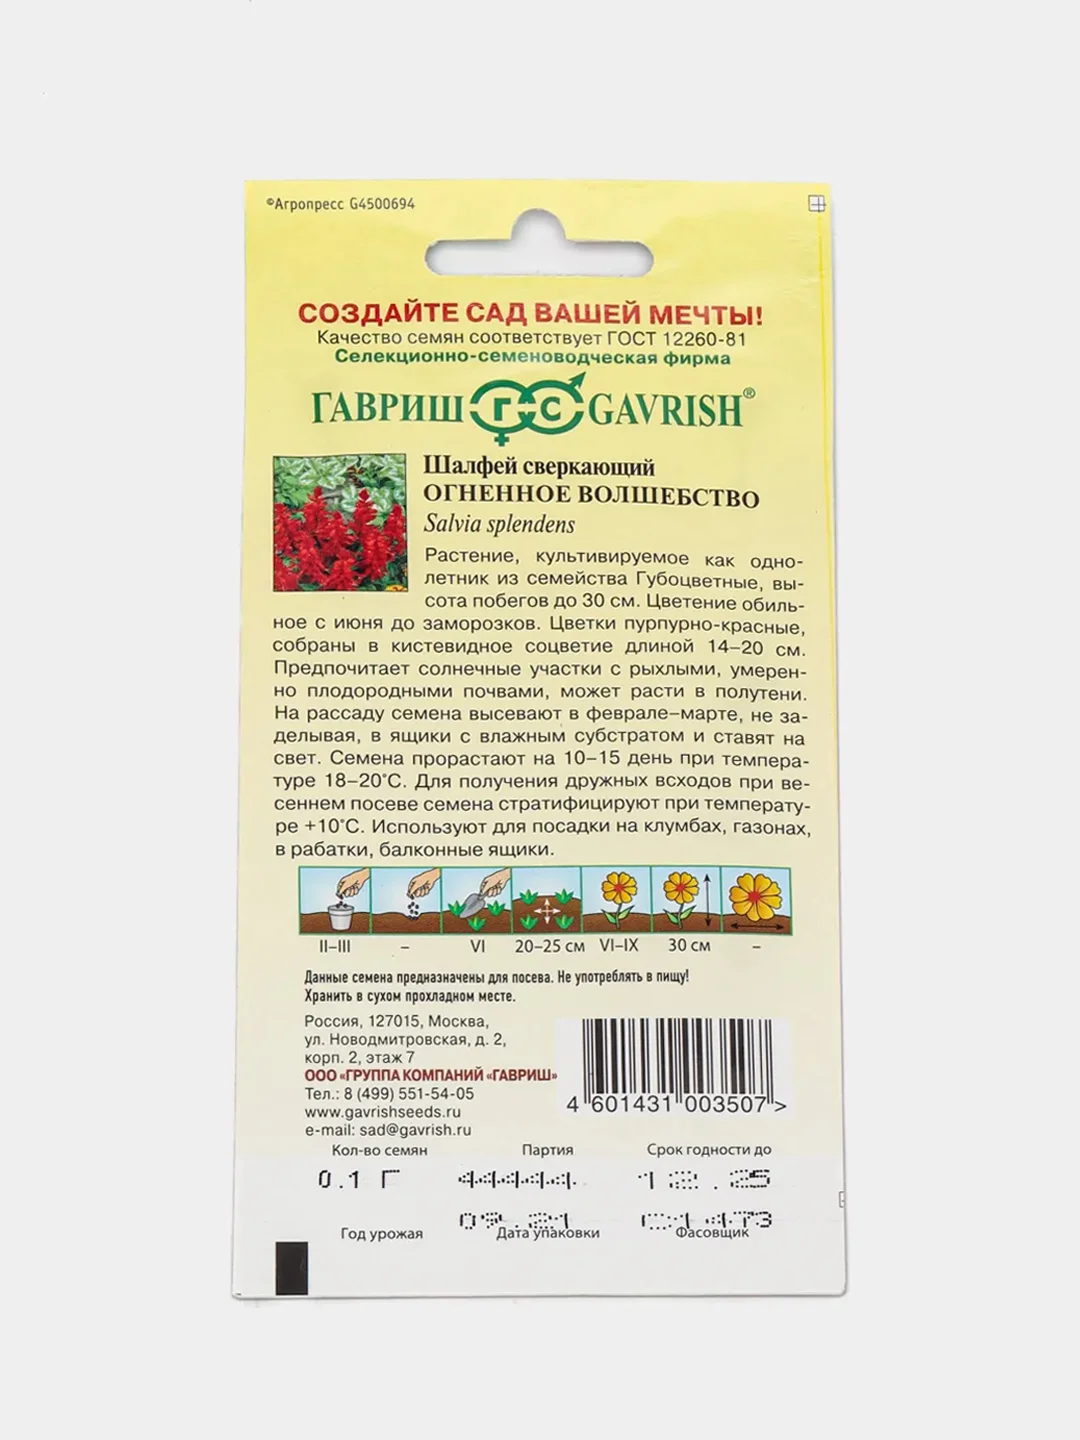 ©Агропресс G4500694
СОЗДАЙТЕ САД ВАШЕЙ МЕЧТЫ!
Качество семян соответствует ГОСТ 12260-81
Селекционно-семеноводческая фирма
ГАВРИШ ГС GAVRISH®
Шалфей сверкающий
ОГНЕННОЕ ВОЛШЕБСТВО
Salvia splendens
Растение, культивируемое как одно-
летник из семейства Губоцветные, вы-
сота побегов до 30 см. Цветение обиль-
ное с июня до заморозков. Цветки пурпурно-красные,
собраны в кистевидное соцветие длиной 14–20 см.
Предпочитает солнечные участки с рыхлыми, умерен-
но плодородными почвами, может расти в полутени.
На рассаду семена высевают в феврале–марте, не за-
делывая, в ящики с влажным субстратом и ставят на
свет. Семена прорастают на 10–15 день при темпера-
туре 18–20°С. Для получения дружных всходов при ве-
сеннем посеве семена стратифицируют при температу-
ре +10°С. Используют для посадки на клумбах, газонах,
в рабатки, балконные ящики.
II–III – VI 20–25 см VI–IX 30 см –
Данные семена предназначены для посева. Не употреблять в пищу!
Хранить в сухом прохладном месте.
Россия, 127015, Москва,
ул. Новодмитровская, д. 2,
корп. 2, этаж 7
ООО «ГРУППА КОМПАНИЙ «ГАВРИШ»
Тел.: 8 (499) 551-54-05
www.gavrishseeds.ru
e-mail: sad@gavrish.ru
4 601431 003507 >
Кол-во семян Партия Срок годности до
0.1 Г 12.25
Год урожая Дата упаковки Фасовщик